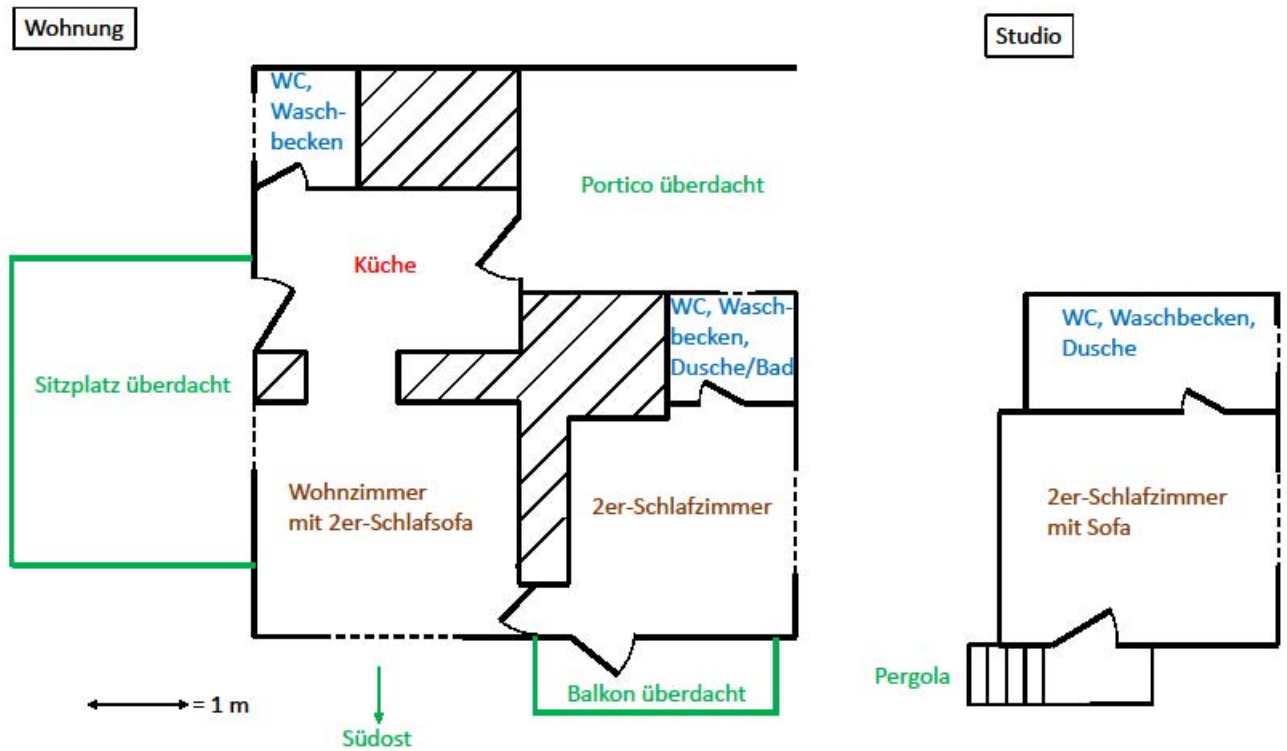 Wohnung
Studio
WC,
Wasch-
becken
Portico überdacht
Küche
WC, Wasch-
becken,
Dusche/Bad
WC, Waschbecken,
Dusche
Sitzplatz überdacht
Wohnzimmer
mit 2er-Schlafsofa
2er-Schlafzimmer
2er-Schlafzimmer
mit Sofa
Pergola
Balkon überdacht
= 1 m
Südost